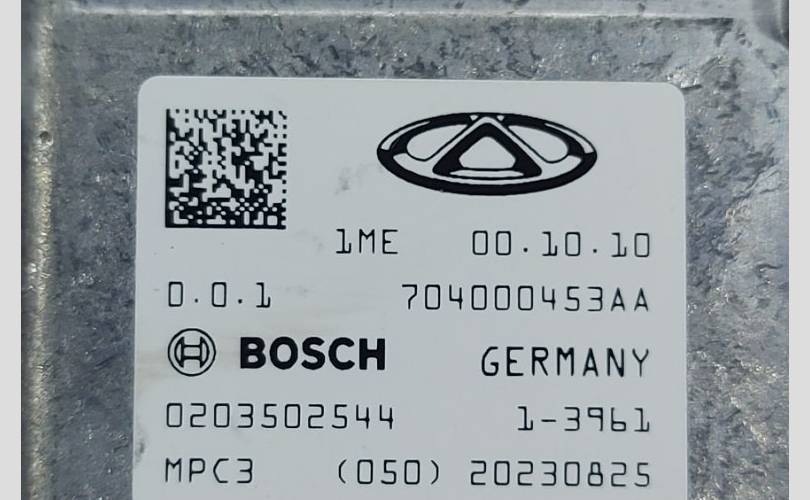 1ME 00.10.10
0.0.1 704000453AA
BOSCH GERMANY
0203502544 1-3961
MPC3 (050) 20230825